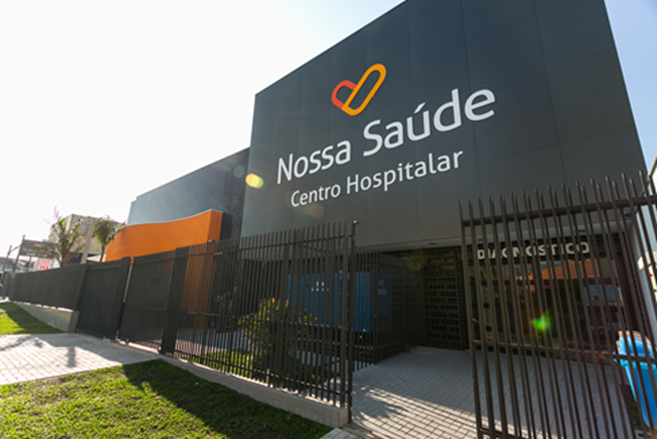 Nossa Saúde
Centro Hospitalar
DIAGNÓSTICO